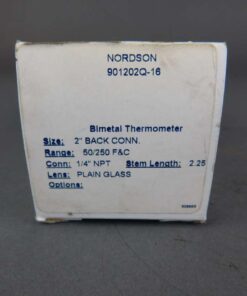 NORDSON
901202Q-16
Bimetal Thermometer
Size: 2" BACK CONN.
Range: 50/250 F&C
Conn: 1/4" NPT Stem Length: 2.25
Lens: PLAIN GLASS
Options: